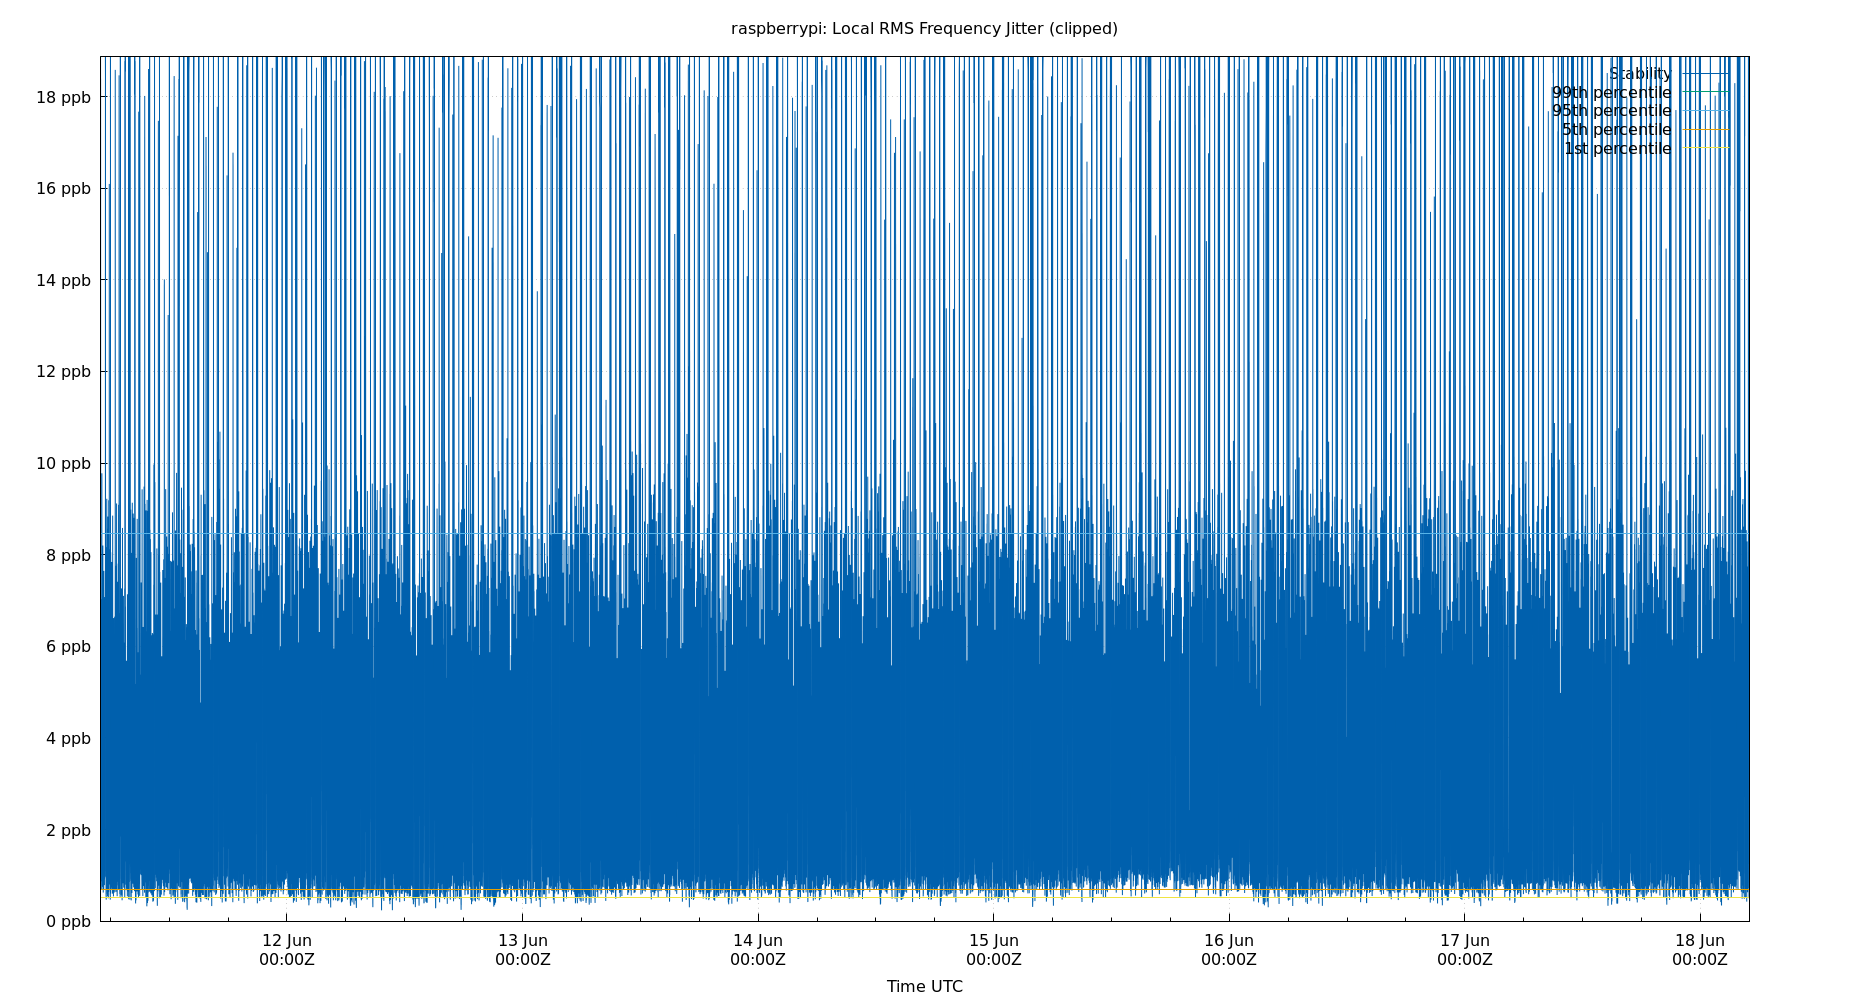 raspberrypi: Local RMS Frequency Jitter (clipped)
Stability
99th percentile
95th percentile
5th percentile
1st percentile
18 ppb
16 ppb
14 ppb
12 ppb
10 ppb
8 ppb
6 ppb
4 ppb
2 ppb
0 ppb
12 Jun 13 Jun 14 Jun 15 Jun 16 Jun 17 Jun 18 Jun
00:00Z 00:00Z 00:00Z 00:00Z 00:00Z 00:00Z 00:00Z
Time UTC